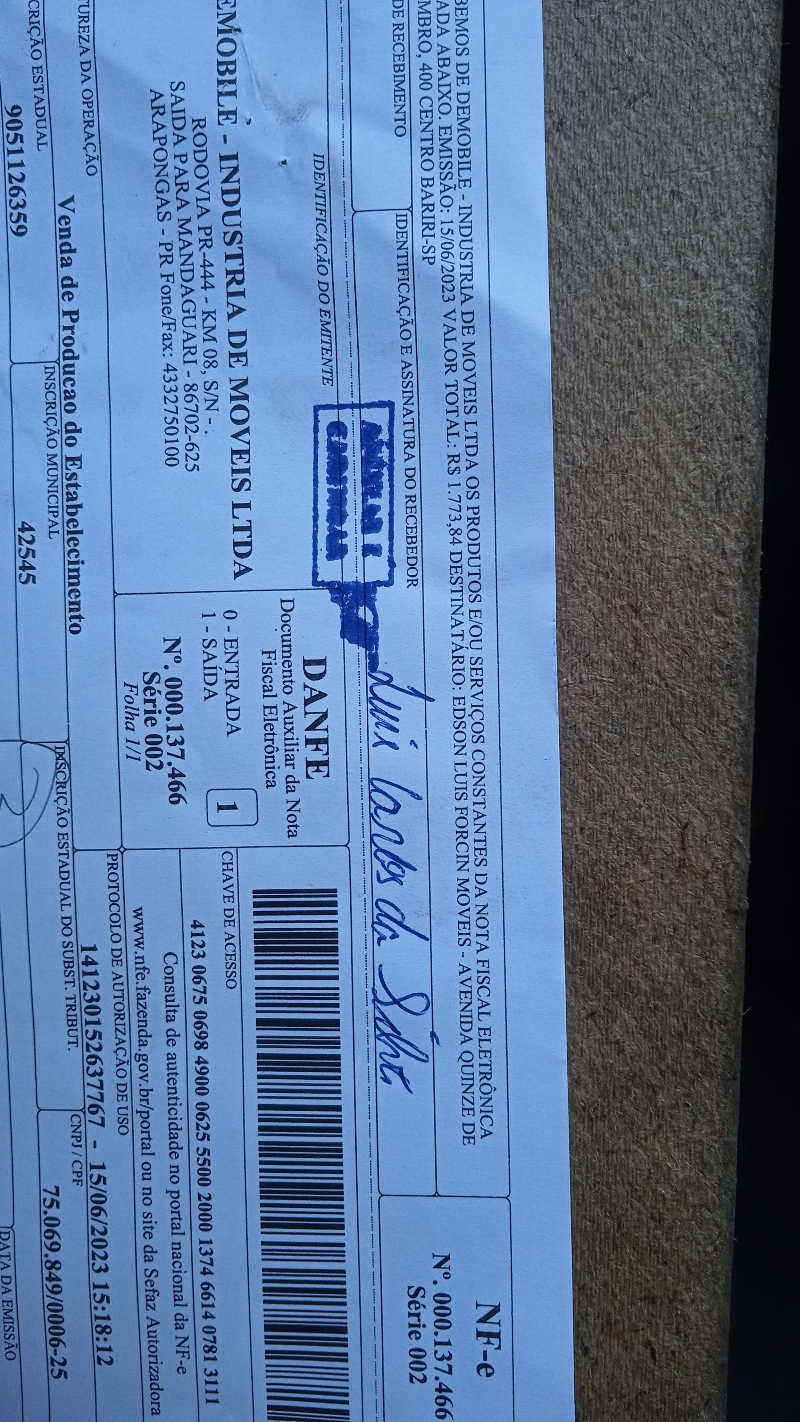 BEMOS DE DEMOBILE - INDUSTRIA DE MOVEIS LTDA OS PRODUTOS E/OU SERVIÇOS CONSTANTES DA NOTA FISCAL ELETRÔNICA
ADA ABAIXO. EMISSÃO: 15/06/2023 VALOR TOTAL: R$ 1.773,84 DESTINATÁRIO: EDSON LUIS FORCIN MOVEIS - AVENDA QUINZE DE
MBRO, 400 CENTRO BARIRI-SP
DE RECEBIMENTO
IDENTIFICAÇÃO E ASSINATURA DO RECEBEDOR
Luis Carlos da
NF-e
Nº. 000.137.466
Série 002
IDENTIFICAÇÃO DO EMITENTE
EMOBILE - INDUSTRIA DE MOVEIS LTDA
RODOVIA PR-444 - KM 08, S/N - .
SAIDA PARA MANDAGUARI - 86702-625
ARAPONGAS - PR Fone/Fax: 4332750100
DANFE
Documento Auxiliar da Nota
Fiscal Eletrônica
0 - ENTRADA
1 - SAÍDA
1
Nº. 000.137.466
Série 002
Folha 1/1
CHAVE DE ACESSO
4123 0675 0698 4900 0625 5500 2000 1374 6614 0781 3111
Consulta de autenticidade no portal nacional da NF-e
www.nfe.fazenda.gov.br/portal ou no site da Sefaz Autorizadora
TUREZA DA OPERAÇÃO
Venda de Producao do Estabelecimento
PROTOCOLO DE AUTORIZAÇÃO DE USO
141230152637767 - 15/06/2023 15:18:12
CRIÇÃO ESTADUAL
9051126359
INSCRIÇÃO MUNICIPAL
42545
INSCRIÇÃO ESTADUAL DO SUBST. TRIBUT.
CNPJ / CPF
75.069.849/0006-25
DATA DA EMISSÃO